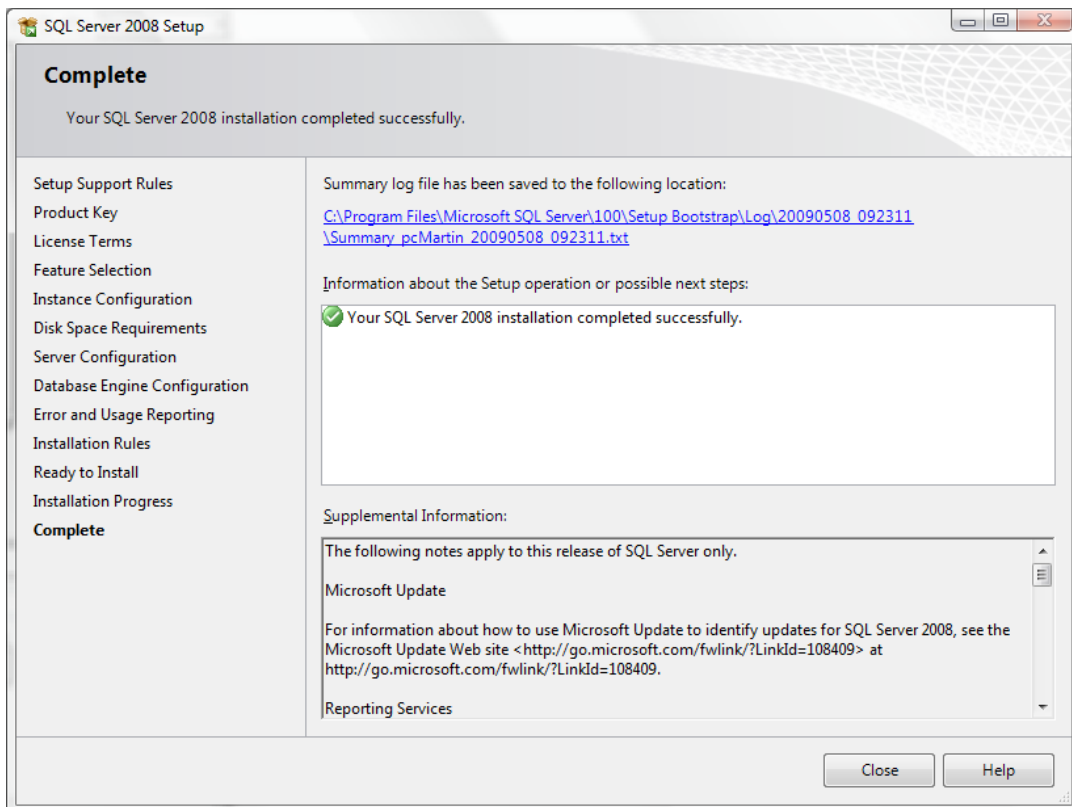 SQL Server 2008 Setup
Complete
Your SQL Server 2008 installation completed successfully.
Setup Support Rules
Product Key
License Terms
Feature Selection
Instance Configuration
Disk Space Requirements
Server Configuration
Database Engine Configuration
Error and Usage Reporting
Installation Rules
Ready to Install
Installation Progress
Complete
Summary log file has been saved to the following location:
C:\Program Files\Microsoft SQL Server\100\Setup Bootstrap\Log\20090508_092311
\Summary_pcMartin_20090508_092311.txt
Information about the Setup operation or possible next steps:
Your SQL Server 2008 installation completed successfully.
Supplemental Information:
The following notes apply to this release of SQL Server only.
Microsoft Update
For information about how to use Microsoft Update to identify updates for SQL Server 2008, see the
Microsoft Update Web site <http://go.microsoft.com/fwlink/?LinkId=108409> at
http://go.microsoft.com/fwlink/?LinkId=108409.
Reporting Services
Close
Help